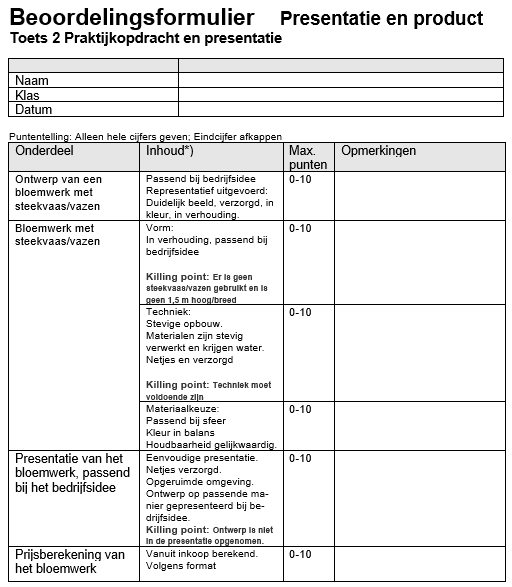 Beoordelingsformulier Presentatie en product
Toets 2 Praktijkopdracht en presentatie
Naam
Klas
Datum
Puntentelling: Alleen hele cijfers geven; Eindcijfer afkappen
Onderdeel Inhoud*) Max. punten Opmerkingen
Ontwerp van een
bloemwerk met
steekvaas/vazen
Passend bij bedrijfsidee
Representatief uitgevoerd:
Duidelijk beeld, verzorgd, in
kleur, in verhouding.
0-10
Bloemwerk met
steekvaas/vazen
Vorm:
In verhouding, passend bij
bedrijfsidee
Killing point: Er is geen
steekvaas/vazen gebruikt en is
geen 1,5 m hoog/breed
0-10
Techniek:
Stevige opbouw.
Materialen zijn stevig
verwerkt en krijgen water.
Netjes en verzorgd
Killing point: Techniek moet
voldoende zijn
0-10
Materiaalkeuze:
Passend bij sfeer
Kleur in balans
Houdbaarheid gelijkwaardig.
0-10
Presentatie van het
bloemwerk, passend
bij het bedrijfsidee
Eenvoudige presentatie.
Netjes verzorgd.
Opgeruimde omgeving.
Ontwerp op passende ma-
nier gepresenteerd bij be-
drijfsidee.
Killing point: Ontwerp is niet
in de presentatie opgenomen.
0-10
Prijsberekening van
het bloemwerk
Vanuit inkoop berekend.
Volgens format
0-10